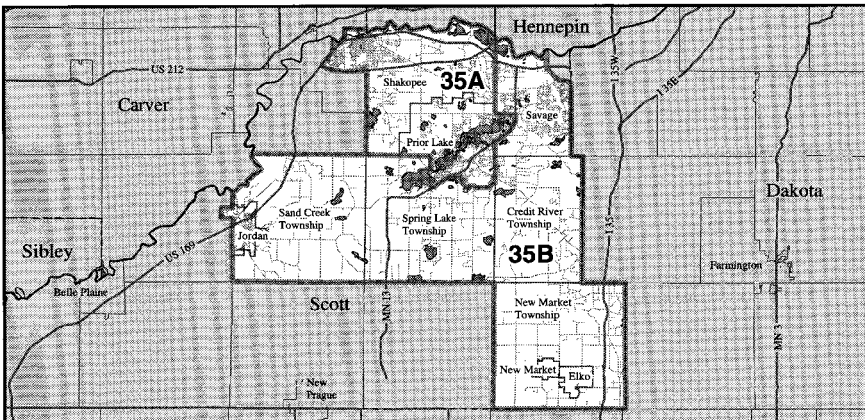 Hennepin
US 212
Shakopee
35A
I 35W
I 35E
Carver
Savage
Prior Lake
Dakota
Sand Creek
Township
Spring Lake
Township
Credit River
Township
Jordan
35B
I 35
Sibley
US 169
Farmington
Belle Plaine
Scott
MN 13
New Market
Township
MN 3
New Market
Elko
New
Prague